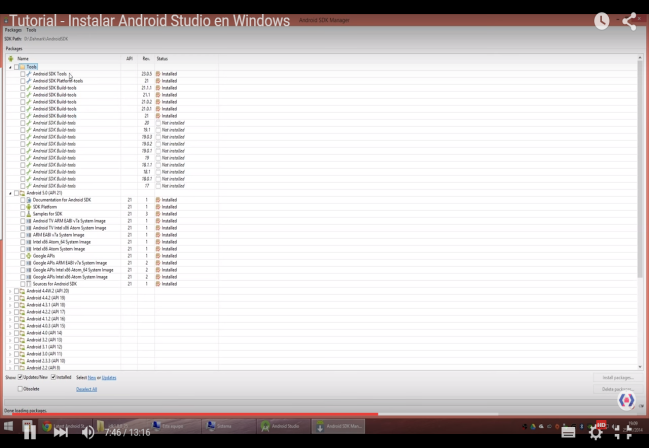 Tutorial - Instalar Android Studio en Windows
Android SDK Manager
Packages Tools
SDK Path:
Packages
Name API Rev. Status
Tools
Android SDK Tools 23.0.5 Installed
Android SDK Platform-tools 21 Installed
Android SDK Build-tools 21.1.1 Installed
Android SDK Build-tools 21.1 Installed
Android SDK Build-tools 21.0.2 Installed
Android SDK Build-tools 21.0.1 Installed
Android SDK Build-tools 21 Installed
Android SDK Build-tools 20 Not installed
Android SDK Build-tools 19.1 Not installed
Android SDK Build-tools 19.0.3 Not installed
Android SDK Build-tools 19.0.2 Not installed
Android SDK Build-tools 19.0.1 Not installed
Android SDK Build-tools 19 Not installed
Android SDK Build-tools 18.1.1 Not installed
Android SDK Build-tools 18.1 Not installed
Android SDK Build-tools 18.0.1 Not installed
Android SDK Build-tools 17 Not installed
Android 5.0 (API 21)
Documentation for Android SDK 21 1 Installed
SDK Platform 21 1 Installed
Samples for SDK 21 3 Installed
Android TV ARM EABI v7a System Image 21 1 Installed
Android TV Intel x86 Atom System Image 21 1 Installed
ARM EABI v7a System Image 21 1 Installed
Intel x86 Atom_64 System Image 21 1 Installed
Intel x86 Atom System Image 21 1 Installed
Google APIs 21 1 Installed
Google APIs ARM EABI v7a System Image 21 2 Installed
Google APIs Intel x86 Atom_64 System Image 21 2 Installed
Google APIs Intel x86 Atom System Image 21 2 Installed
Sources for Android SDK 21 1 Installed
Android 4.4W.2 (API 20)
Android 4.4.2 (API 19)
Android 4.3.1 (API 18)
Android 4.2.2 (API 17)
Android 4.1.2 (API 16)
Android 4.0.3 (API 15)
Android 4.0 (API 14)
Android 3.2 (API 13)
Android 3.1 (API 12)
Android 3.0 (API 11)
Android 2.3.3 (API 10)
Android 2.2 (API 8)
Show: Updates/New Installed Select New or Updates
Install packages...
Obsolete Deselect All
Delete packages...
Done loading packages.
7:46 / 13:16
Android Studio
Android SDK Man...
HD